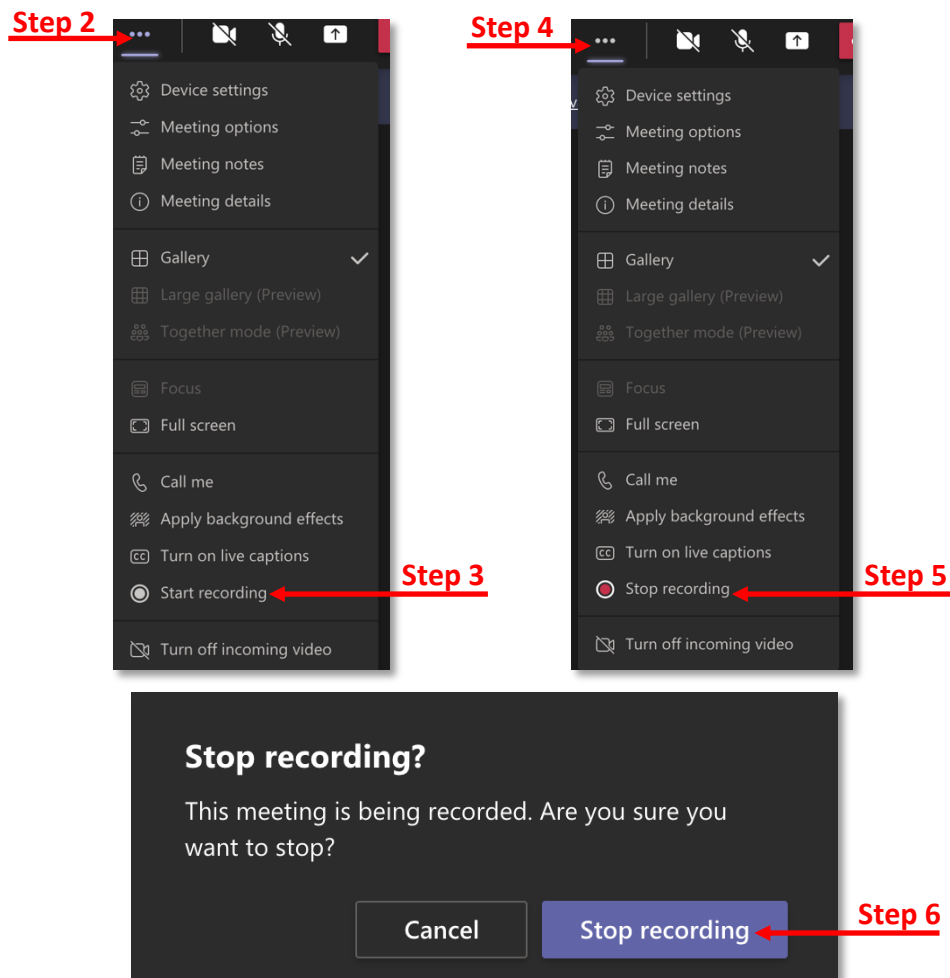 Step 2
Device settings
Meeting options
Meeting notes
Meeting details
Gallery
Large gallery (Preview)
Together mode (Preview)
Focus
Full screen
Call me
Apply background effects
CC Turn on live captions
Start recording
Step 3
Turn off incoming video
Step 4
v
Device settings
Meeting options
Meeting notes
Meeting details
Gallery
Large gallery (Preview)
Together mode (Preview)
Focus
Full screen
Call me
Apply background effects
CC Turn on live captions
Stop recording
Step 5
Turn off incoming video
Stop recording?
This meeting is being recorded. Are you sure you
want to stop?
Cancel
Stop recording
Step 6